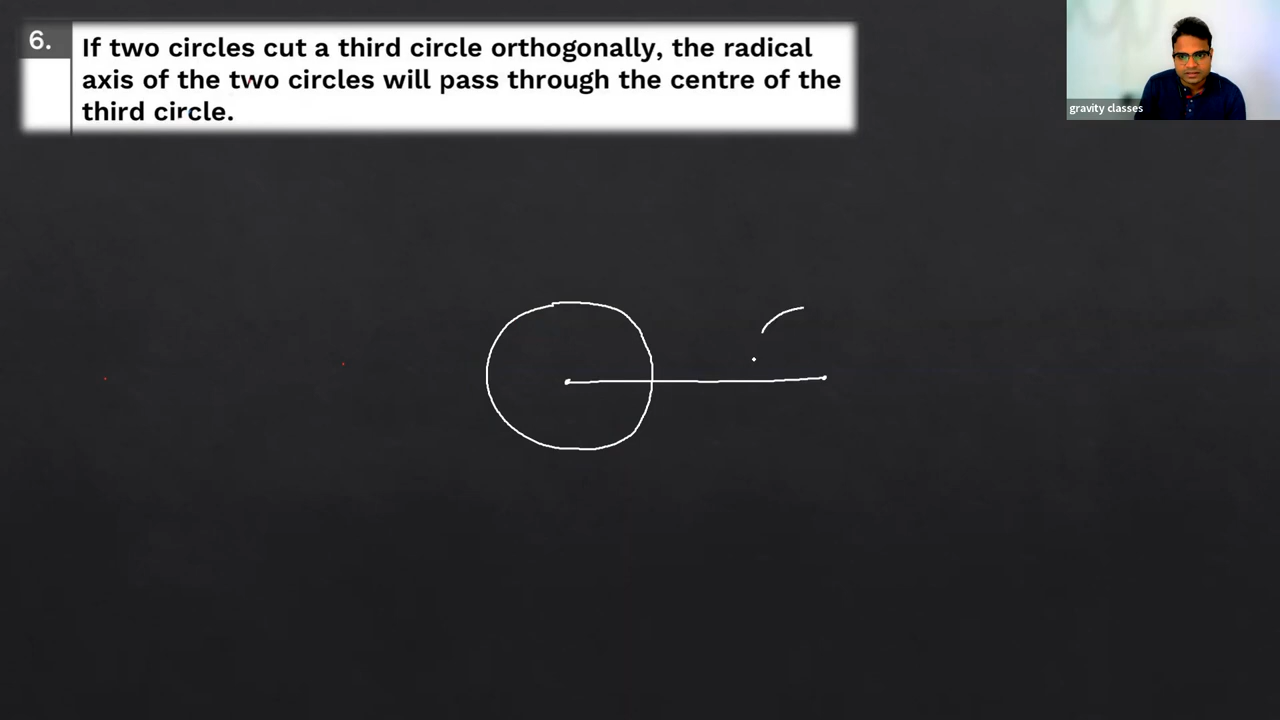 6.
If two circles cut a third circle orthogonally, the radical
axis of the two circles will pass through the centre of the
third circle.
gravity classes